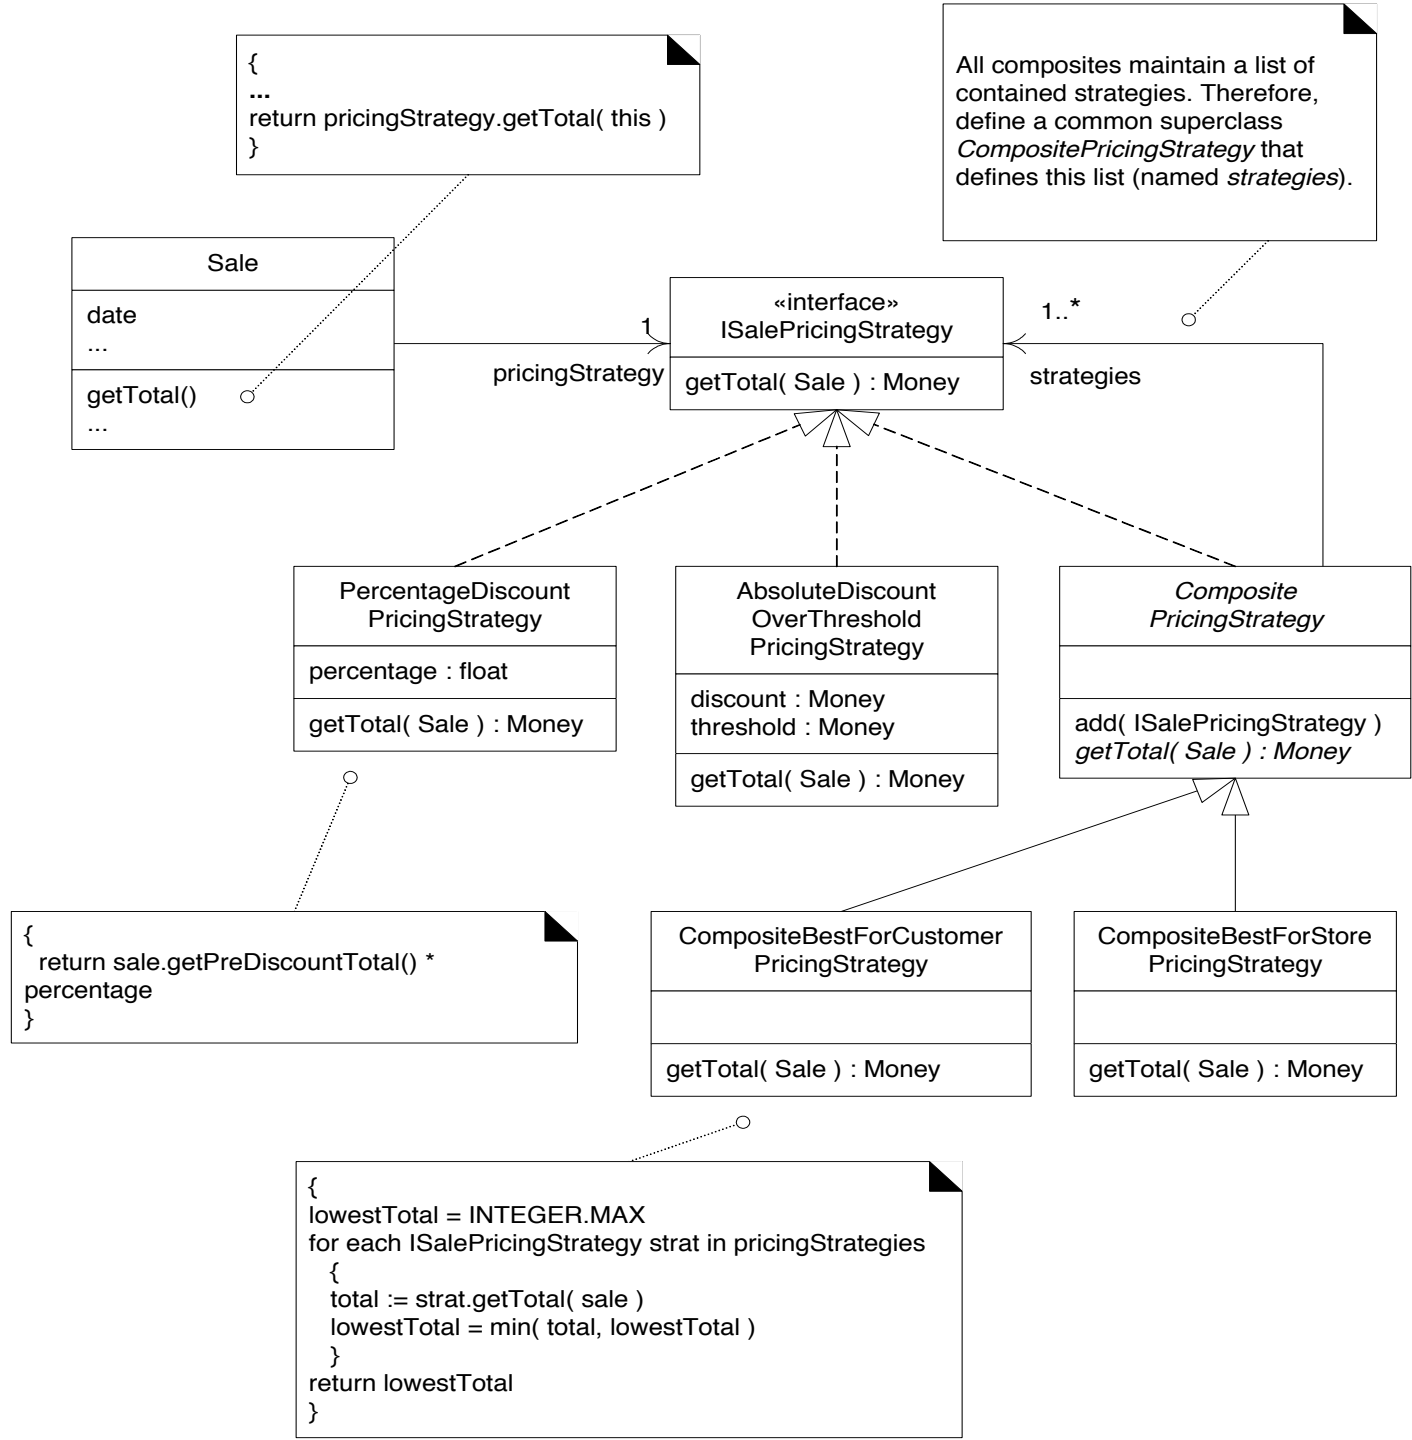 {
...
return pricingStrategy.getTotal( this )
}
All composites maintain a list of
contained strategies. Therefore,
define a common superclass
CompositePricingStrategy that
defines this list (named strategies).
Sale
date
...
getTotal()
...
1
pricingStrategy
«interface»
ISalePricingStrategy
getTotal( Sale ) : Money
1..*
strategies
PercentageDiscount
PricingStrategy
percentage : float
getTotal( Sale ) : Money
AbsoluteDiscount
OverThreshold
PricingStrategy
discount : Money
threshold : Money
getTotal( Sale ) : Money
Composite
PricingStrategy
add( ISalePricingStrategy )
getTotal( Sale ) : Money
{
return sale.getPreDiscountTotal() *
percentage
}
CompositeBestForCustomer
PricingStrategy
getTotal( Sale ) : Money
CompositeBestForStore
PricingStrategy
getTotal( Sale ) : Money
{
lowestTotal = INTEGER.MAX
for each ISalePricingStrategy strat in pricingStrategies
{
total := strat.getTotal( sale )
lowestTotal = min( total, lowestTotal )
}
return lowestTotal
}